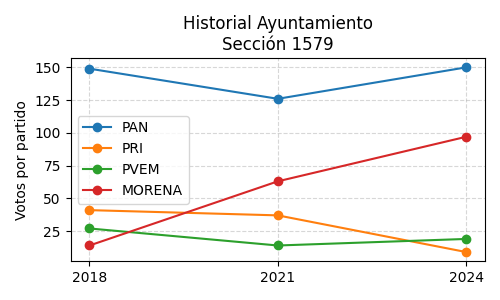 Historial Ayuntamiento
Sección 1579
Votos por partido
150
125
100
75
50
25
PAN
PRI
PVEM
MORENA
2018
2021
2024